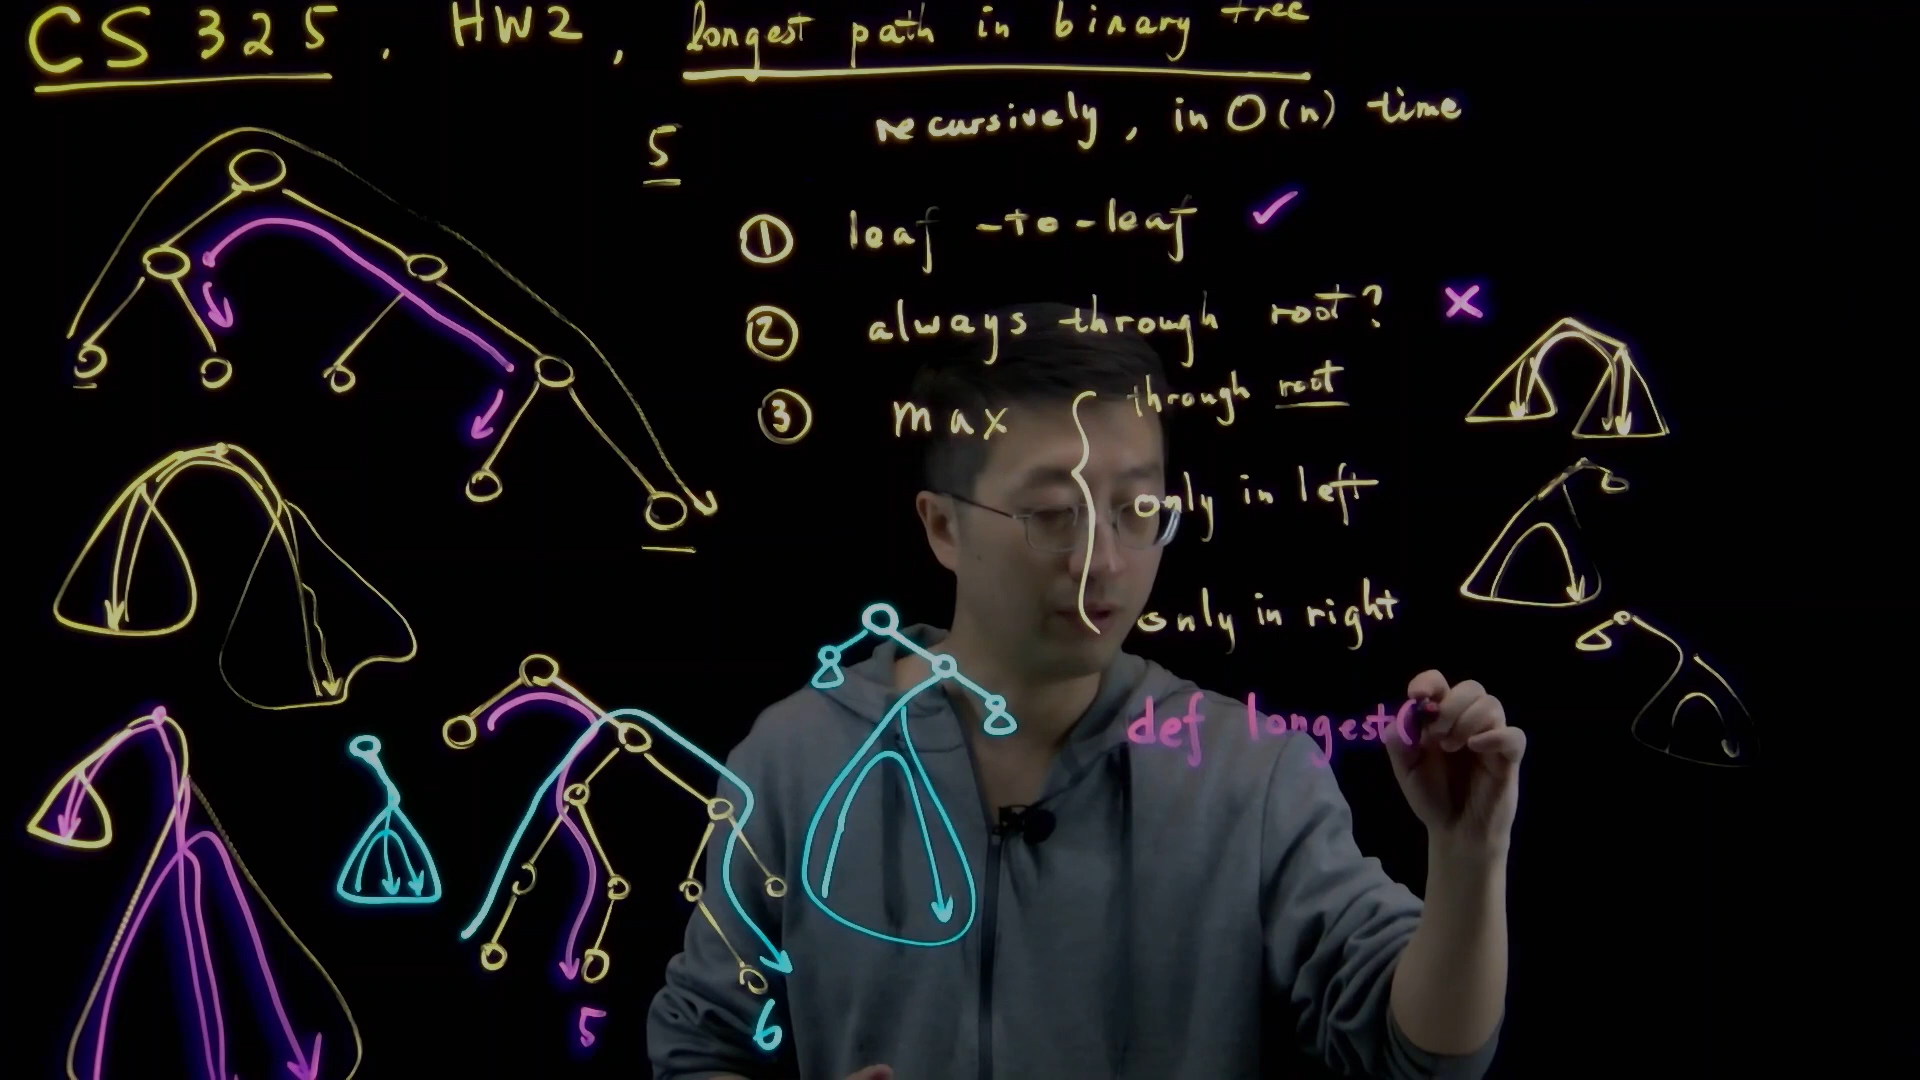 CS 325, HW2, longest path in binary tree
recursively, in O(n) time
5
① leaf-to-leaf ✓
② always through root? ✗
③ max { through root
only in left
only in right
def longest(
5
6